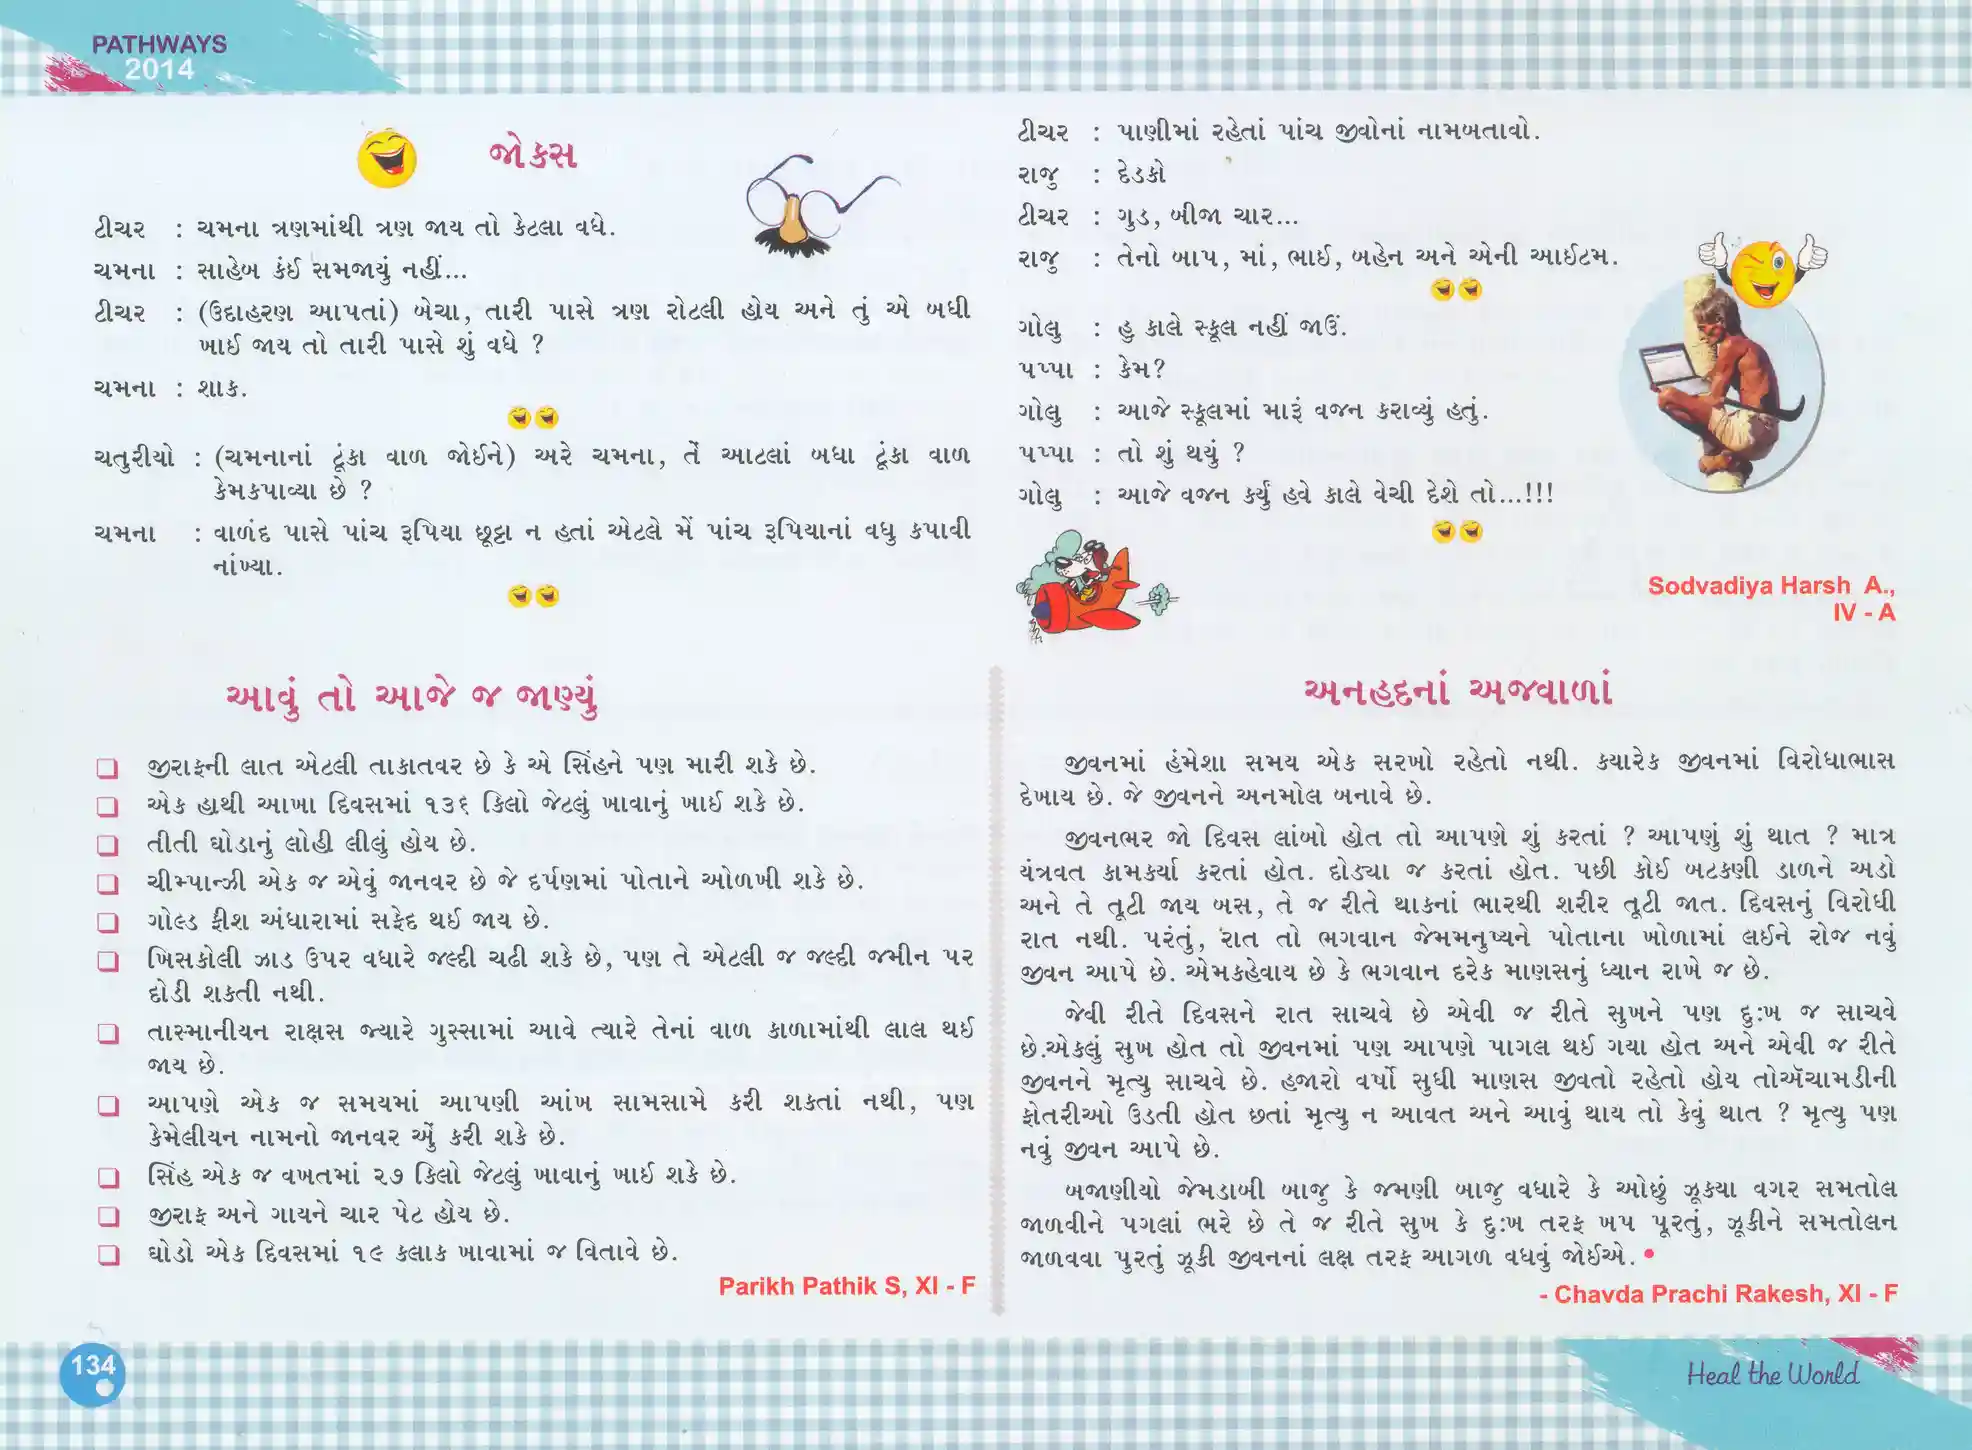 PATHWAYS
2014
જોકસ
ટીચર : ચમના ત્રણમાંથી ત્રણ જાય તો કેટલા વધે.
ચમના : સાહેબ કંઈ સમજાયું નહીં...
ટીચર : (ઉદાહરણ આપતાં) બેચા, તારી પાસે ત્રણ રોટલી હોય અને તું એ બધી
ખાઈ જાય તો તારી પાસે શું વધે ?
ચમના : શાક.
ચતુરીયો : (ચમનાનાં ટૂંકા વાળ જોઈને) અરે ચમના, તેં આટલાં બધા ટૂંકા વાળ
કેમકપાવ્યા છે ?
ચમના : વાળંદ પાસે પાંચ રૂપિયા છૂટ્ટા ન હતાં એટલે મેં પાંચ રૂપિયાનાં વધુ કપાવી
નાંખ્યા.
ટીચર : પાણીમાં રહેતાં પાંચ જીવોનાં નામબતાવો.
રાજુ : દેડકો
ટીચર : ગુડ, બીજા ચાર...
રાજુ : તેનો બાપ, માં, ભાઈ, બહેન અને એની આઈટમ.
ગોલુ : હુ કાલે સ્કૂલ નહીં જાઉં.
પપ્પા : કેમ?
ગોલુ : આજે સ્કૂલમાં મારૂં વજન કરાવ્યું હતું.
પપ્પા : તો શું થયું ?
ગોલુ : આજે વજન કર્યું હવે કાલે વેચી દેશે તો...!!!
Sodvadiya Harsh A.,
IV - A
આવું તો આજે જ જાણ્યું
❑ જીરાફની લાત એટલી તાકાતવર છે કે એ સિંહને પણ મારી શકે છે.
❑ એક હાથી આખા દિવસમાં ૧૩૬ કિલો જેટલું ખાવાનું ખાઈ શકે છે.
❑ તીતી ઘોડાનું લોહી લીલું હોય છે.
❑ ચીમ્પાન્ઝી એક જ એવું જાનવર છે જે દર્પણમાં પોતાને ઓળખી શકે છે.
❑ ગોલ્ડ ફીશ અંધારામાં સફેદ થઈ જાય છે.
❑ ખિસકોલી ઝાડ ઉપર વધારે જલ્દી ચઢી શકે છે, પણ તે એટલી જ જલ્દી જમીન પર
દોડી શકતી નથી.
❑ તાસ્માનીયન રાક્ષસ જ્યારે ગુસ્સામાં આવે ત્યારે તેનાં વાળ કાળામાંથી લાલ થઈ
જાય છે.
❑ આપણે એક જ સમયમાં આપણી આંખ સામસામે કરી શકતાં નથી, પણ
કેમેલીયન નામનો જાનવર એેં કરી શકે છે.
❑ સિંહ એક જ વખતમાં ૨૭ કિલો જેટલું ખાવાનું ખાઈ શકે છે.
❑ જીરાફ અને ગાયને ચાર પેટ હોય છે.
❑ ઘોડો એક દિવસમાં ૧૯ કલાક ખાવામાં જ વિતાવે છે.
Parikh Pathik S, XI - F
અનહદનાં અજવાળાં
જીવનમાં હંમેશા સમય એક સરખો રહેતો નથી. ક્યારેક જીવનમાં વિરોધાભાસ
દેખાય છે. જે જીવનને અનમોલ બનાવે છે.
જીવનભર જો દિવસ લાંબો હોત તો આપણે શું કરતાં ? આપણું શું થાત ? માત્ર
યંત્રવત કામકર્યા કરતાં હોત. દોડ્યા જ કરતાં હોત. પછી કોઈ બટકણી ડાળને અડો
અને તે તૂટી જાય બસ, તે જ રીતે થાકનાં ભારથી શરીર તૂટી જાત. દિવસનું વિરોધી
રાત નથી. પરંતું, રાત તો ભગવાન જેમમનુષ્યને પોતાના ખોળામાં લઈને રોજ નવું
જીવન આપે છે. એમકહેવાય છે કે ભગવાન દરેક માણસનું ધ્યાન રાખે જ છે.
જેવી રીતે દિવસને રાત સાચવે છે એવી જ રીતે સુખને પણ દુઃખ જ સાચવે
છે.એકલું સુખ હોત તો જીવનમાં પણ આપણે પાગલ થઈ ગયા હોત અને એવી જ રીતે
જીવનને મૃત્યુ સાચવે છે. હજારો વર્ષો સુધી માણસ જીવતો રહેતો હોય તોઍચામડીની
ફોતરીઓ ઉડતી હોત છતાં મૃત્યુ ન આવત અને આવું થાય તો કેવું થાત ? મૃત્યુ પણ
નવું જીવન આપે છે.
બજાણીયો જેમડાબી બાજુ કે જમણી બાજુ વધારે કે ઓછું ઝૂકયા વગર સમતોલ
જાળવીને પગલાં ભરે છે તે જ રીતે સુખ કે દુઃખ તરફ ખપ પૂરતું, ઝૂકીને સમતોલન
જાળવવા પુરતું ઝૂકી જીવનનાં લક્ષ તરફ આગળ વધવું જોઈએ. •
- Chavda Prachi Rakesh, XI - F
134
Heal the World